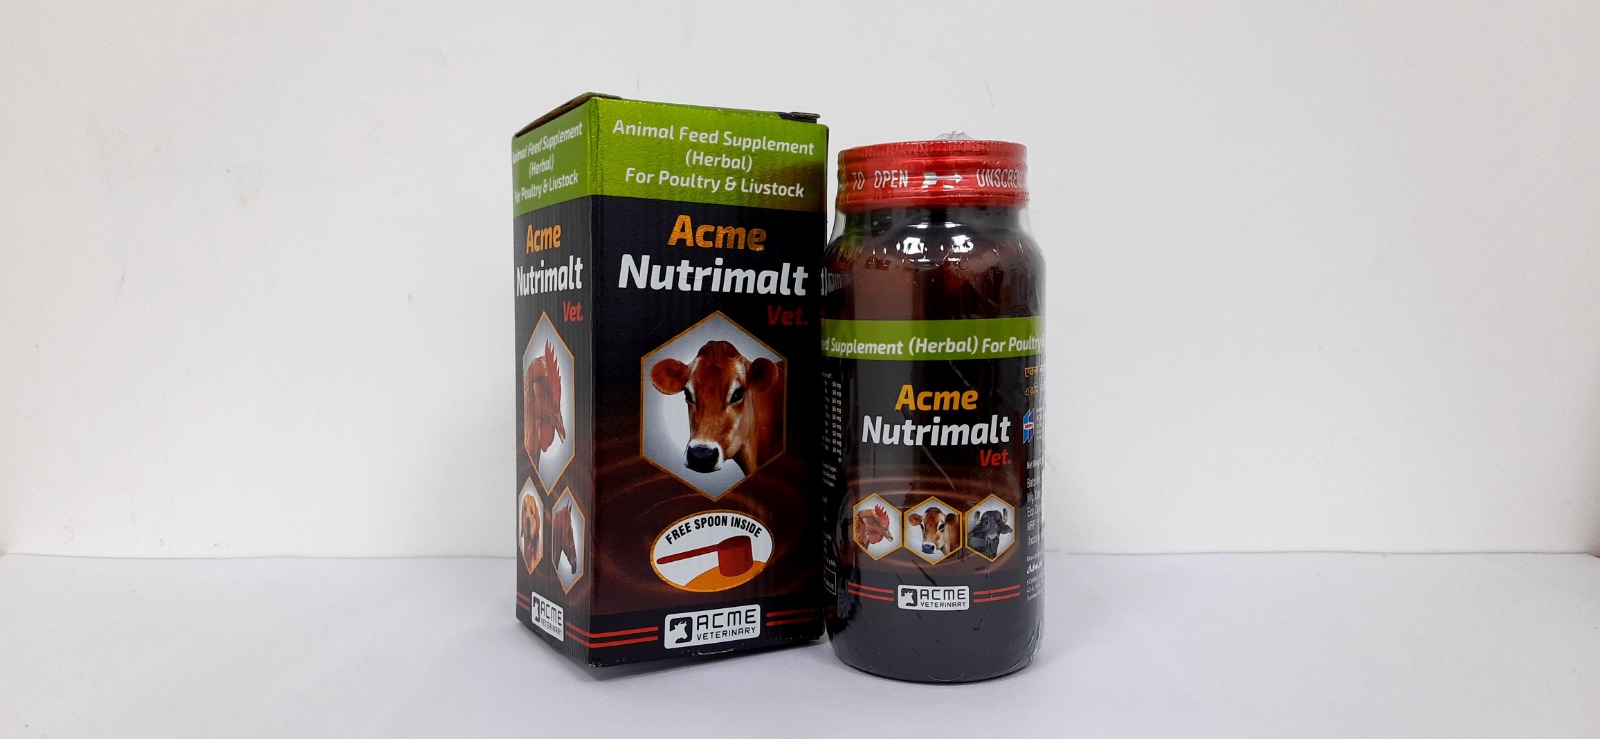 Animal Feed Supplement
(Herbal)
For Poultry & Livstock
Acme
Nutrimalt
Vet.
ACME
VETERINARY
Animal Feed Supplement
(Herbal)
For Poultry & Livstock
Acme
Nutrimalt
Vet.
FREE SPOON INSIDE
ACME
VETERINARY
TO OPEN UNSCREW
Supplement (Herbal) For Poultry
Acme
Nutrimalt
Vet.
ACME
VETERINARY